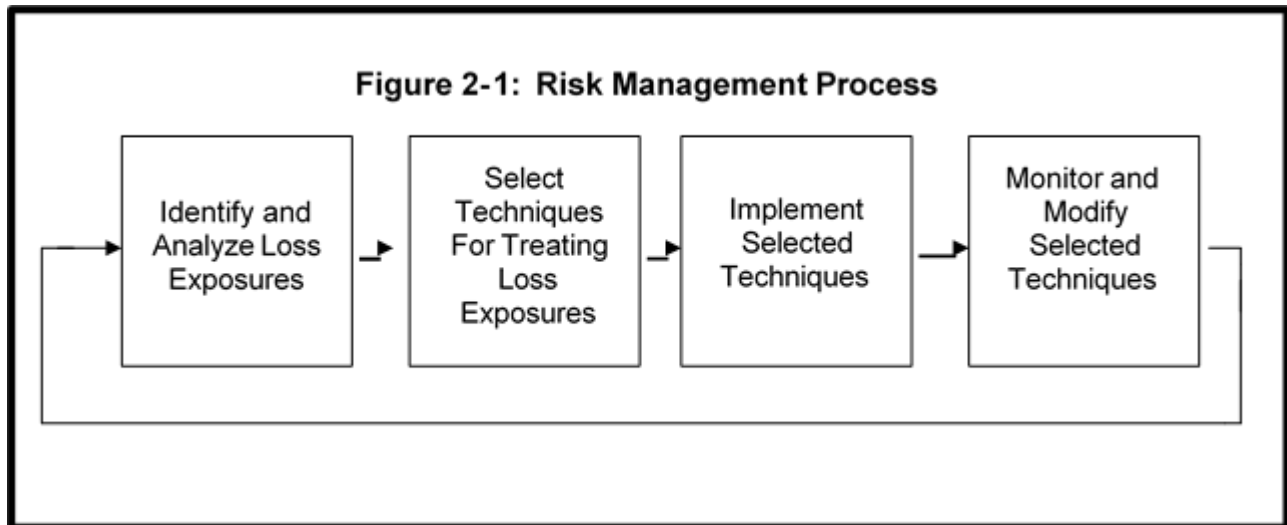 Figure 2-1: Risk Management Process
Identify and
Analyze Loss
Exposures
Select
Techniques
For Treating
Loss
Exposures
Implement
Selected
Techniques
Monitor and
Modify
Selected
Techniques